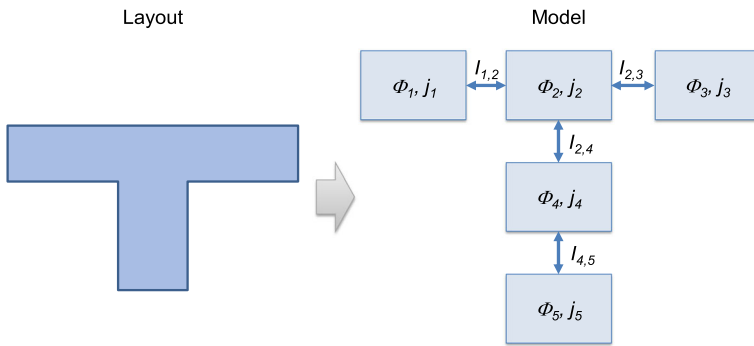 Layout
Model
Φ1, j1
I1,2
Φ2, j2
I2,3
Φ3, j3
I2,4
Φ4, j4
I4,5
Φ5, j5